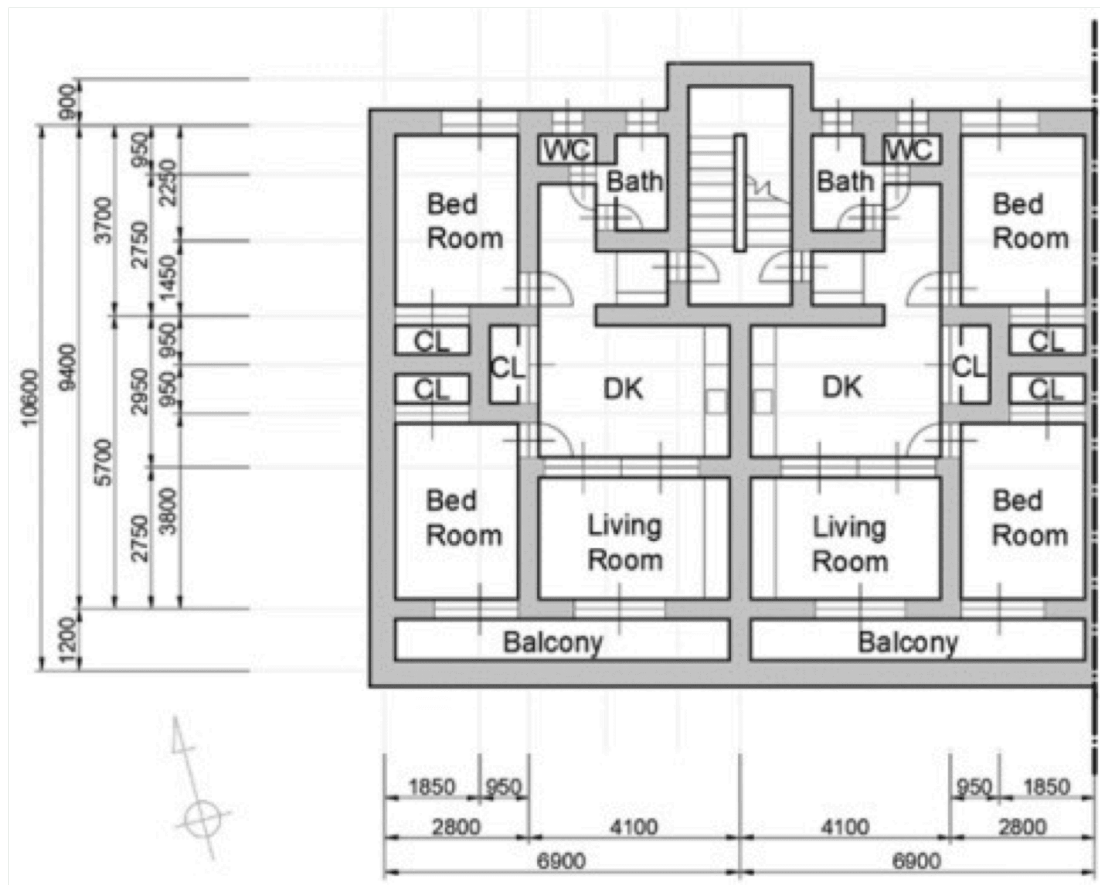 900
950
2250
WC
WC
Bath
Bath
3700
2750
Bed
Room
Bed
Room
1450
CL
CL
950
CL
CL
10600
9400
2950
950
CL
CL
DK
DK
5700
2750
3800
Bed
Room
Living
Room
Living
Room
Bed
Room
1200
Balcony
Balcony
1850
950
950
1850
2800
4100
4100
2800
6900
6900